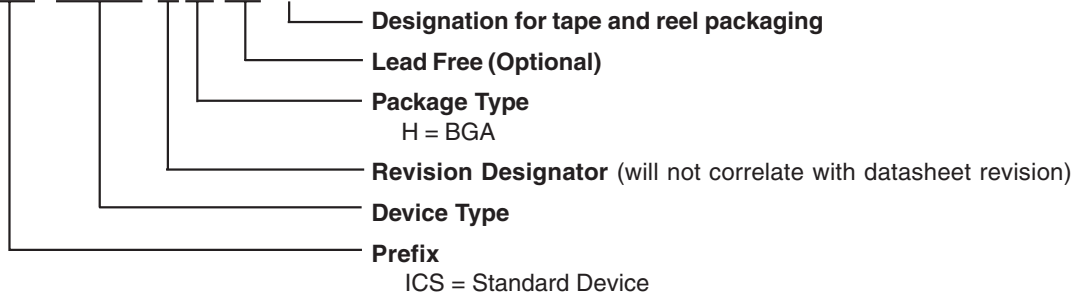 Designation for tape and reel packaging
Lead Free (Optional)
Package Type
H = BGA
Revision Designator (will not correlate with datasheet revision)
Device Type
Prefix
ICS = Standard Device